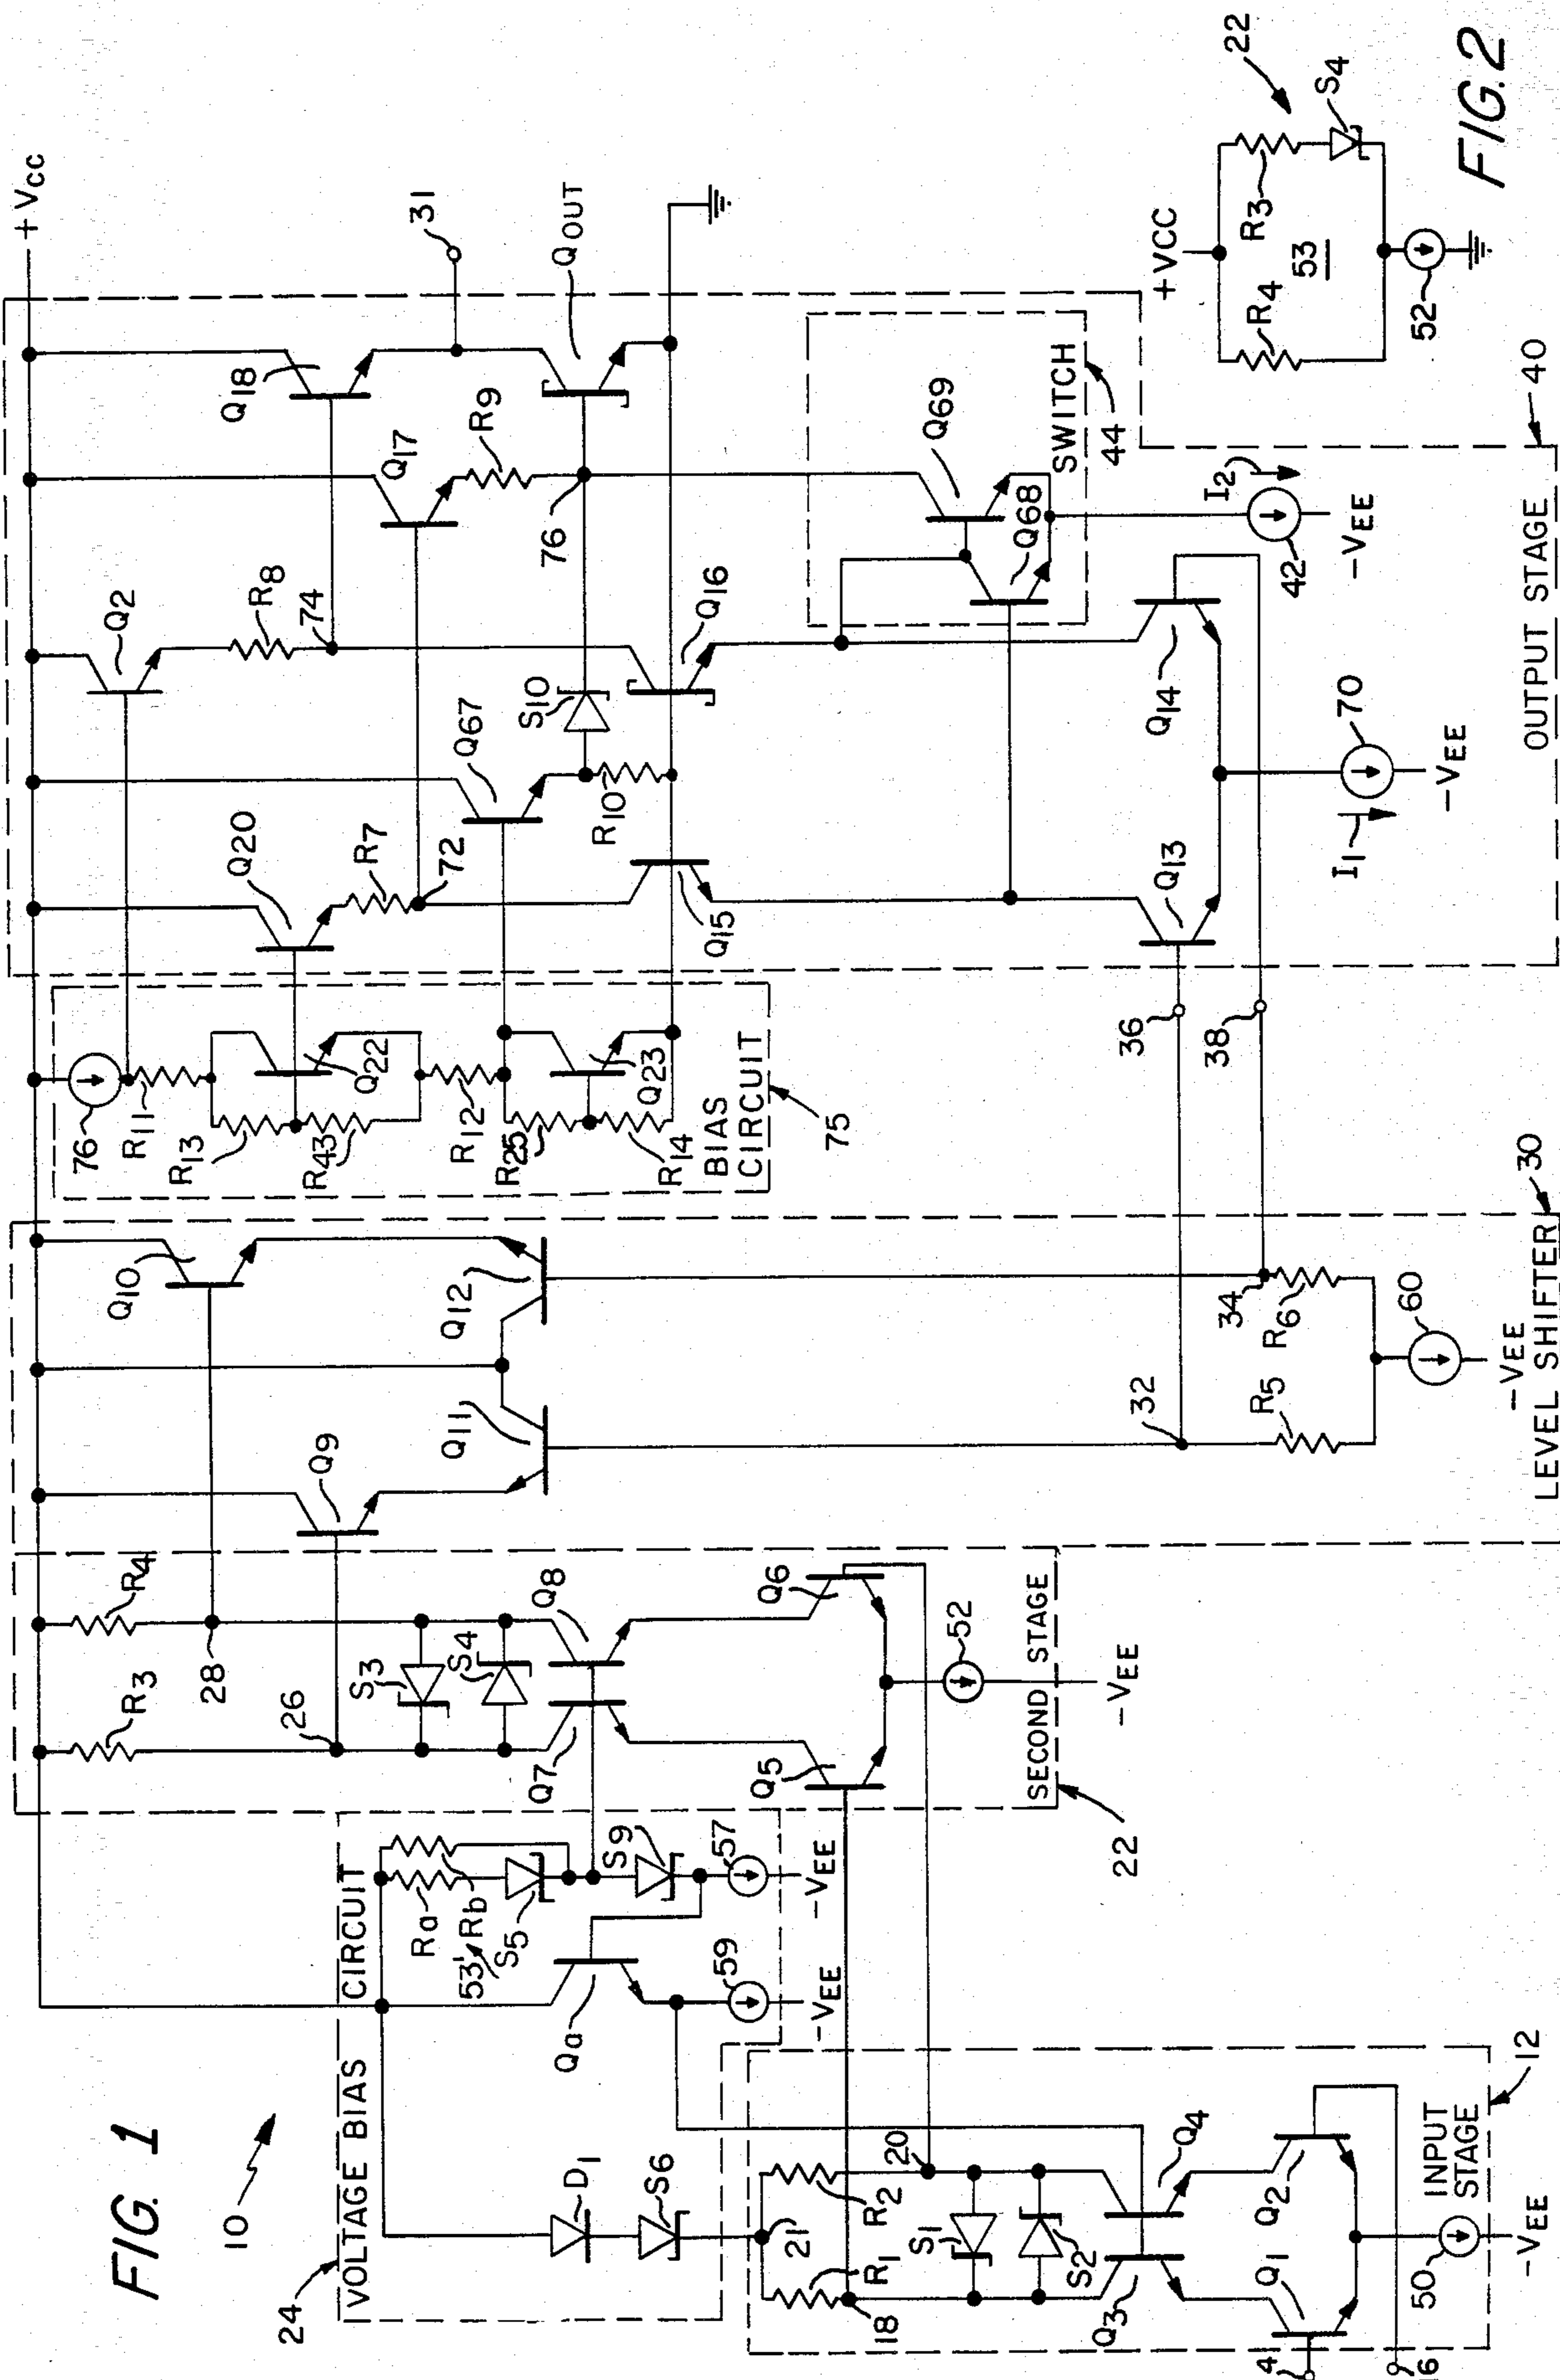 FIG. 1
10
24
VOLTAGE BIAS CIRCUIT
D1
S6
Qa
Ra
Rb
53'
S5
S9
59
57
-VEE
-VEE
21
R1
R2
18
20
S1
S2
Q3
Q4
Q1
Q2
50
-VEE
INPUT
STAGE
12
4
6
R3
R4
26
28
S3
S4
Q7
Q8
Q5
Q6
52
-VEE
SECOND STAGE
22
Q9
Q10
Q11
Q12
32
34
R5
R6
60
-VEE
LEVEL SHIFTER
30
36
38
76
R11
R13
Q22
R43
R12
R25
Q23
R14
BIAS
CIRCUIT
75
+Vcc
Q20
R7
72
Q67
S10
R10
Q15
Q2
R8
74
Q16
Q17
R9
76
Q18
31
QOUT
Q69
Q68
SWITCH
44
Q13
Q14
I1
70
-VEE
I2
42
-VEE
OUTPUT STAGE
40
+VCC
R4
R3
53
S4
52
22
FIG. 2